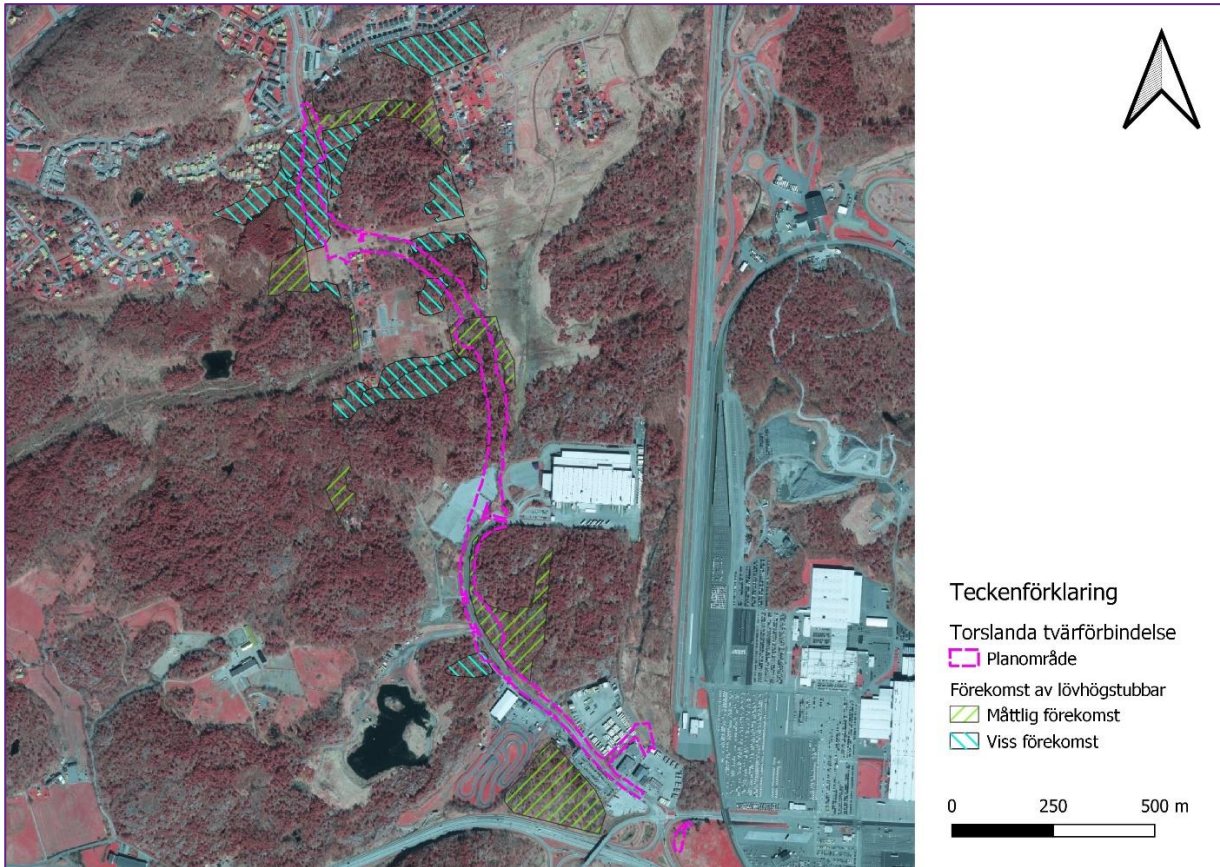 Teckenförklaring
Torslanda tvärförbindelse
Planområde
Förekomst av lövhögstubbar
Måttlig förekomst
Viss förekomst
0 250 500 m